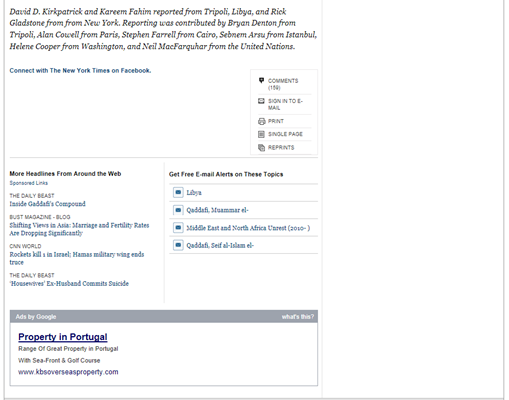 David D. Kirkpatrick and Kareem Fahim reported from Tripoli, Libya, and Rick
Gladstone from from New York. Reporting was contributed by Bryan Denton from
Tripoli, Alan Cowell from Paris, Stephen Farrell from Cairo, Sebnem Arsu from Istanbul,
Helene Cooper from Washington, and Neil MacFarquhar from the United Nations.
Connect with The New York Times on Facebook.
COMMENTS
(159)
SIGN IN TO E-
MAIL
PRINT
SINGLE PAGE
REPRINTS
More Headlines From Around the Web
Sponsored Links
THE DAILY BEAST
Inside Gaddafi's Compound
BUST MAGAZINE - BLOG
Shifting Views in Asia: Marriage and Fertility Rates
Are Dropping Significantly
CNN WORLD
Rockets kill 1 in Israel; Hamas military wing ends
truce
THE DAILY BEAST
'Housewives' Ex-Husband Commits Suicide
Get Free E-mail Alerts on These Topics
Libya
Qaddafi, Muammar el-
Middle East and North Africa Unrest (2010- )
Qaddafi, Seif al-Islam el-
Ads by Google
what's this?
Property in Portugal
Range Of Great Property in Portugal
With Sea-Front & Golf Course
www.kbsoverseasproperty.com